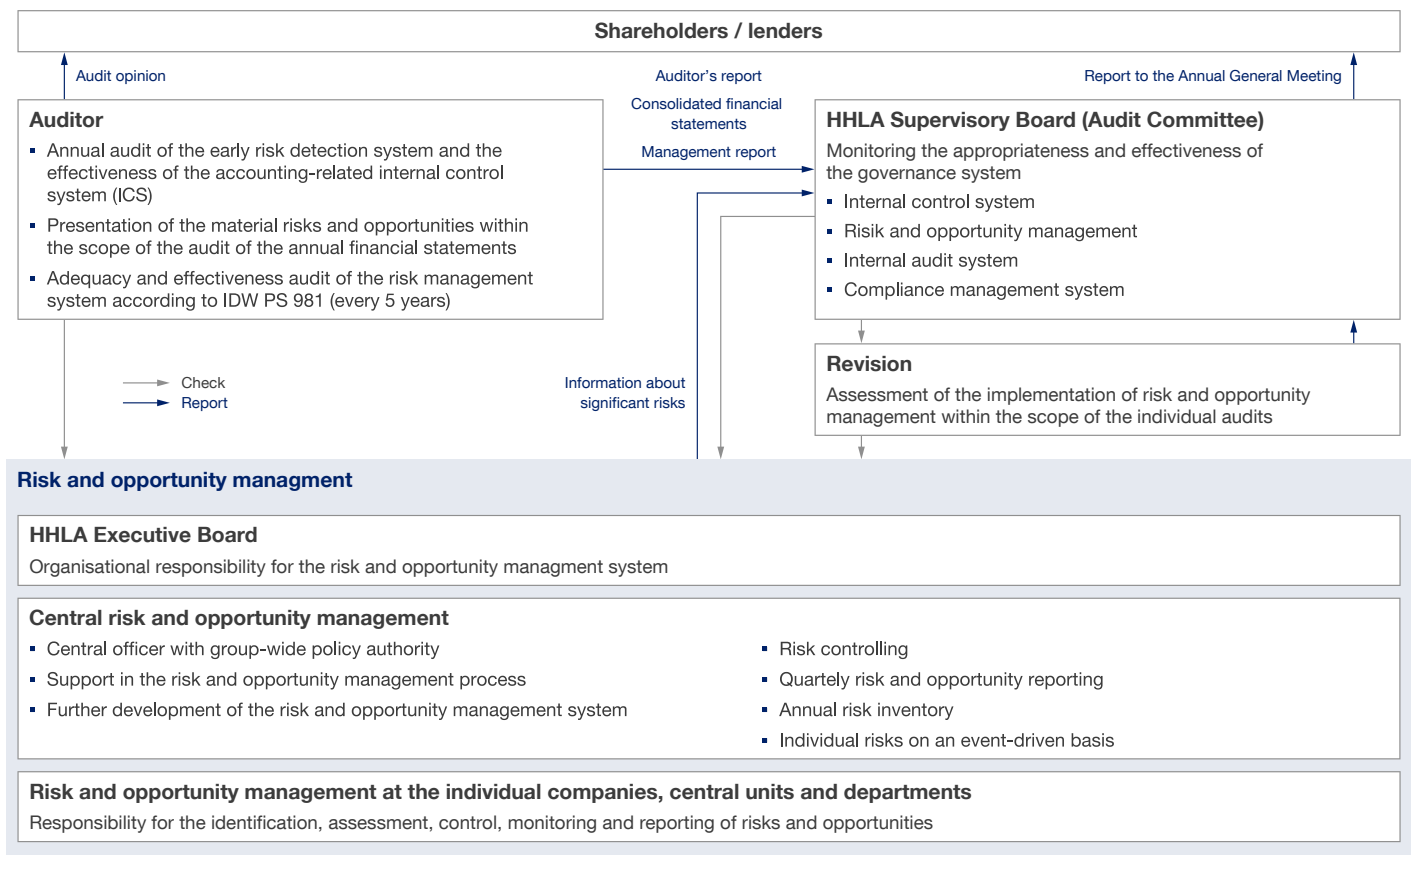 Shareholders / lenders
Audit opinion
Auditor's report
Consolidated financial
statements
Management report
Report to the Annual General Meeting
Auditor
▪ Annual audit of the early risk detection system and the
effectiveness of the accounting-related internal control
system (ICS)
▪ Presentation of the material risks and opportunities within
the scope of the audit of the annual financial statements
▪ Adequacy and effectiveness audit of the risk management
system according to IDW PS 981 (every 5 years)
HHLA Supervisory Board (Audit Committee)
Monitoring the appropriateness and effectiveness of
the governance system
▪ Internal control system
▪ Risik and opportunity management
▪ Internal audit system
▪ Compliance management system
Check
Report
Information about
significant risks
Revision
Assessment of the implementation of risk and opportunity
management within the scope of the individual audits
Risk and opportunity managment
HHLA Executive Board
Organisational responsibility for the risk and opportunity managment system
Central risk and opportunity management
▪ Central officer with group-wide policy authority
▪ Support in the risk and opportunity management process
▪ Further development of the risk and opportunity management system
▪ Risk controlling
▪ Quartely risk and opportunity reporting
▪ Annual risk inventory
▪ Individual risks on an event-driven basis
Risk and opportunity management at the individual companies, central units and departments
Responsibility for the identification, assessment, control, monitoring and reporting of risks and opportunities